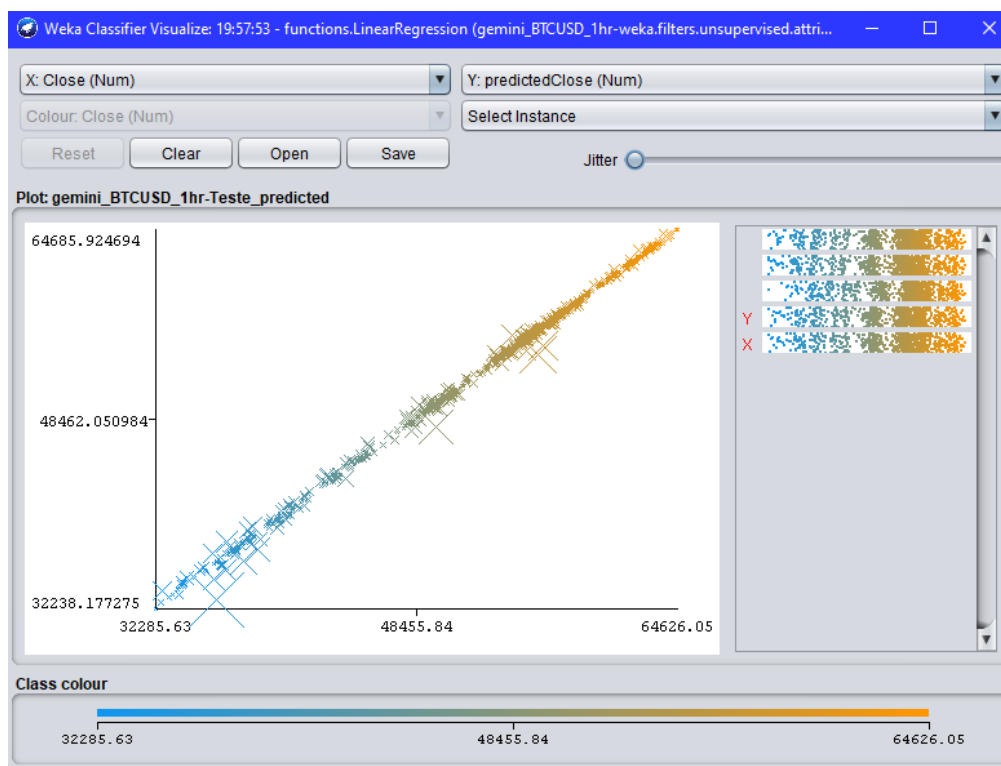 Weka Classifier Visualize: 19:57:53 - functions.LinearRegression (gemini_BTCUSD_1hr-weka.filters.unsupervised.attri...
X: Close (Num)
Y: predictedClose (Num)
Colour: Close (Num)
Select Instance
Reset
Clear
Open
Save
Jitter
Plot: gemini_BTCUSD_1hr-Teste_predicted
64685.924694
48462.050984
32238.177275
32285.63
48455.84
64626.05
Y
X
Class colour
32285.63
48455.84
64626.05